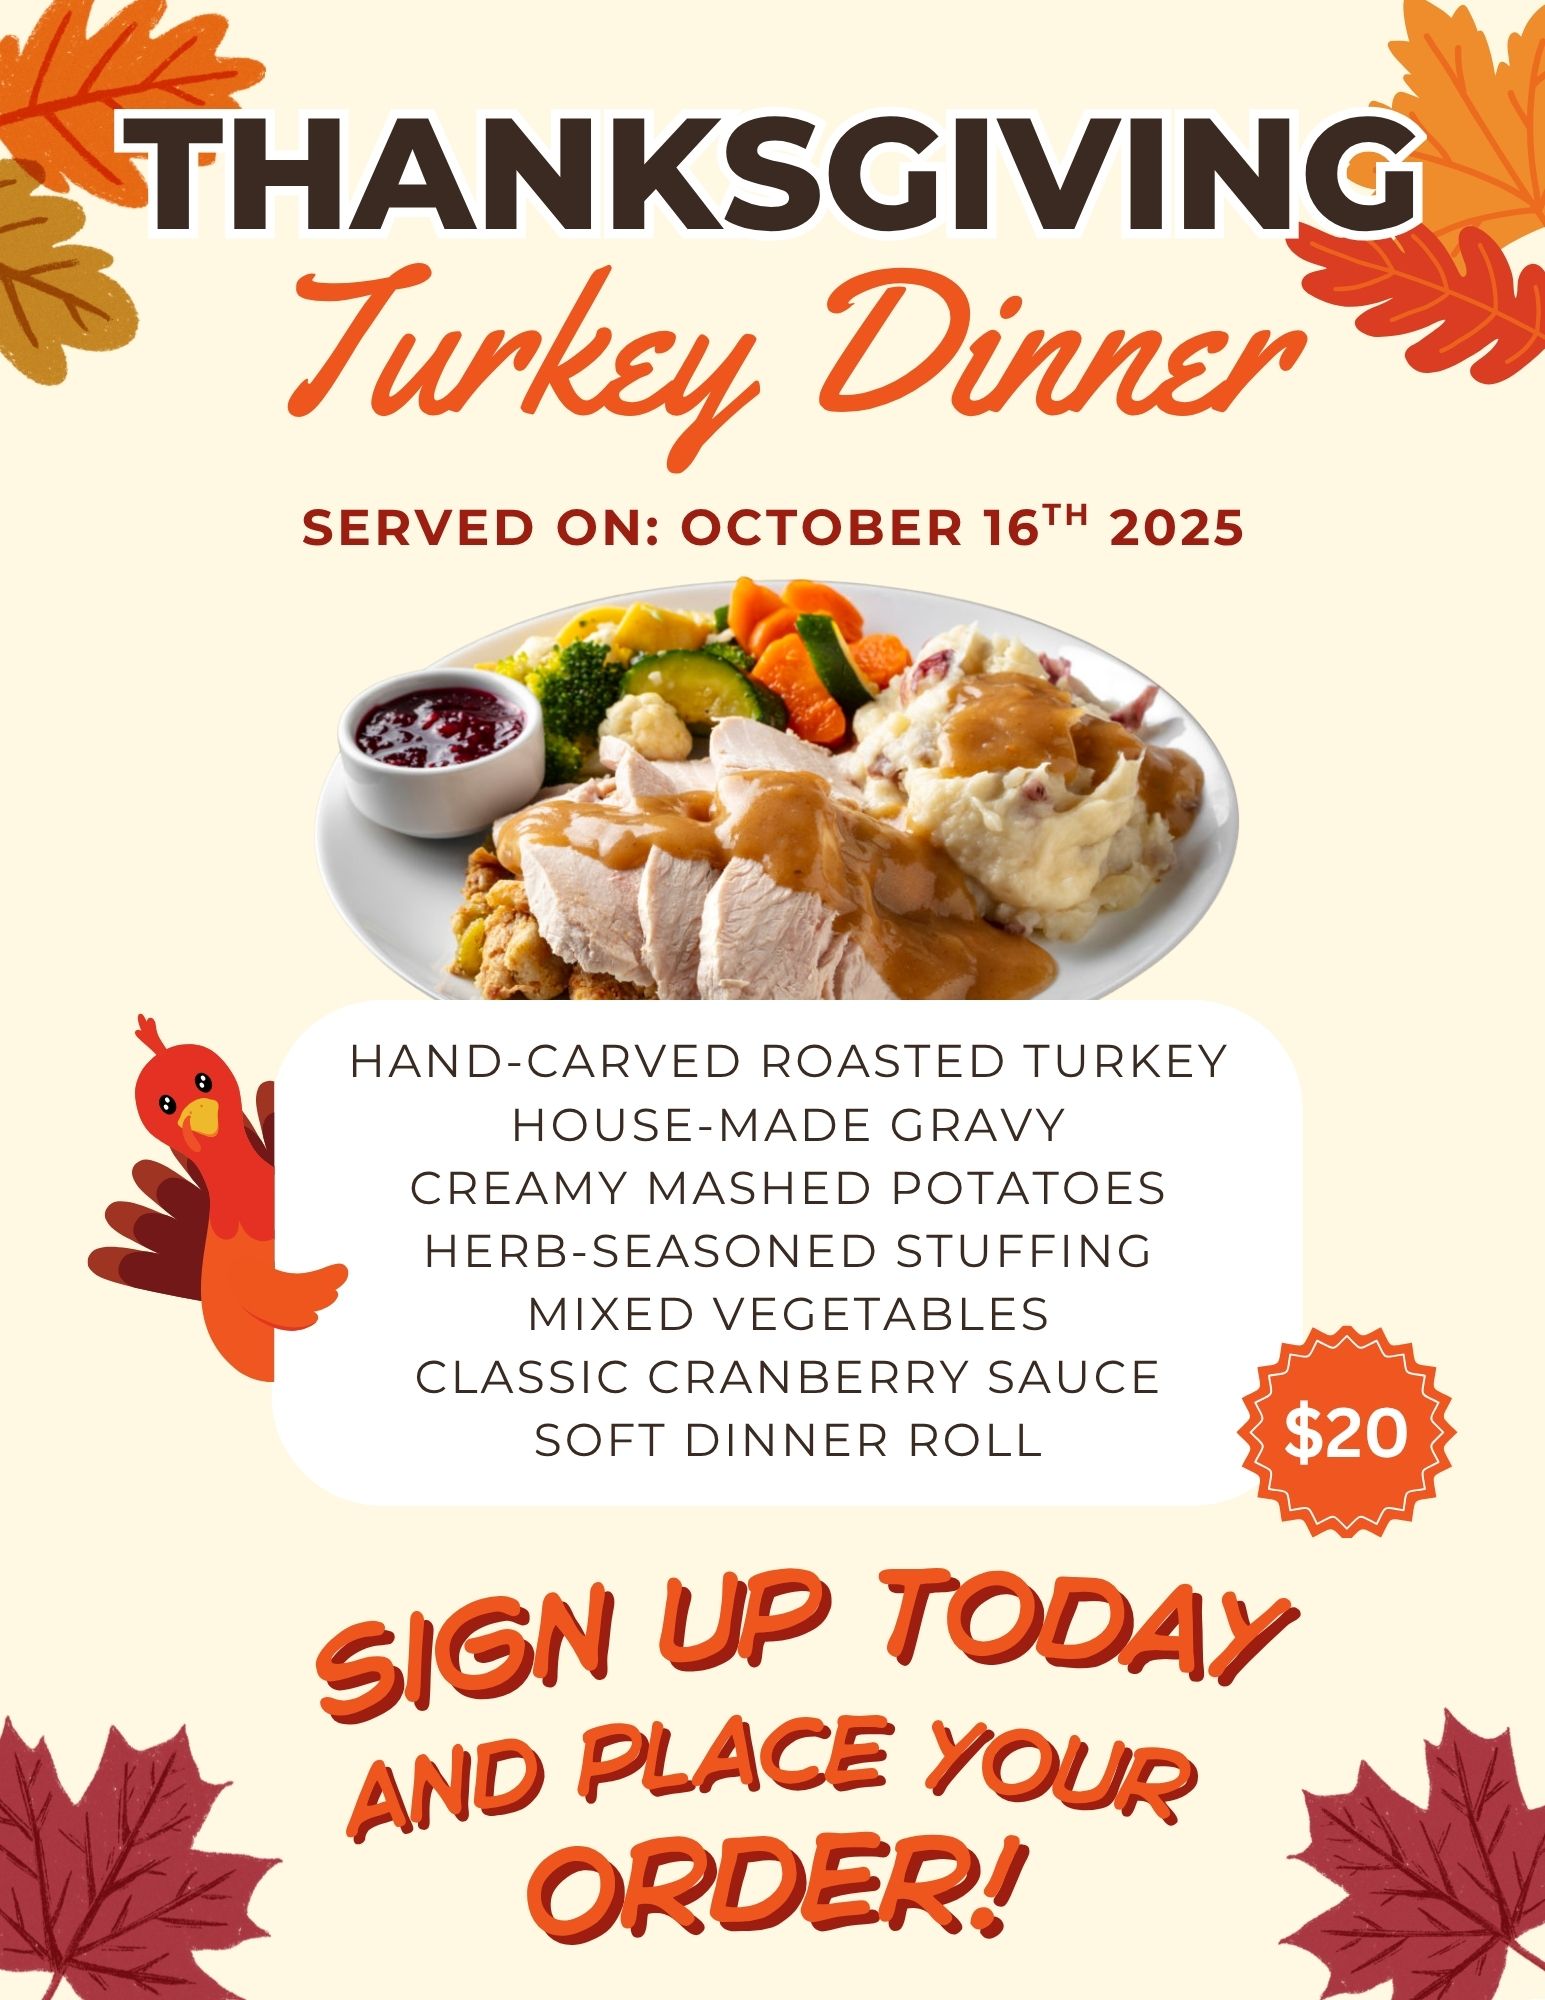 THANKSGIVING
Turkey Dinner
SERVED ON: OCTOBER 16TH 2025
HAND-CARVED ROASTED TURKEY
HOUSE-MADE GRAVY
CREAMY MASHED POTATOES
HERB-SEASONED STUFFING
MIXED VEGETABLES
CLASSIC CRANBERRY SAUCE
SOFT DINNER ROLL
$20
SIGN UP TODAY
AND PLACE YOUR
ORDER!